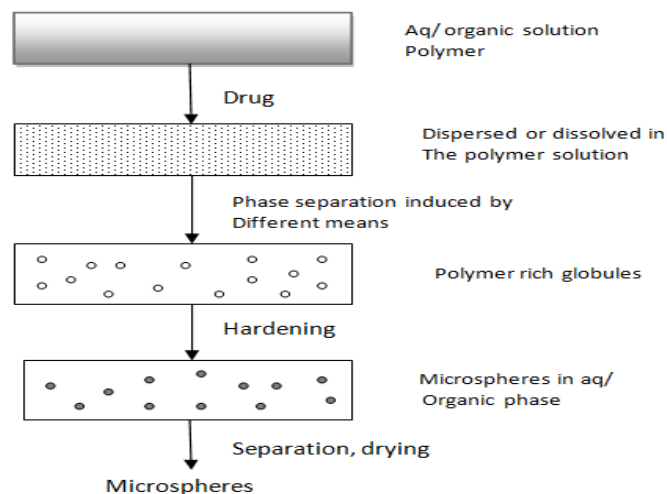 Aq/ organic solution
Polymer
Drug
Dispersed or dissolved in
The polymer solution
Phase separation induced by
Different means
Polymer rich globules
Hardening
Microspheres in aq/
Organic phase
Separation, drying
Microspheres